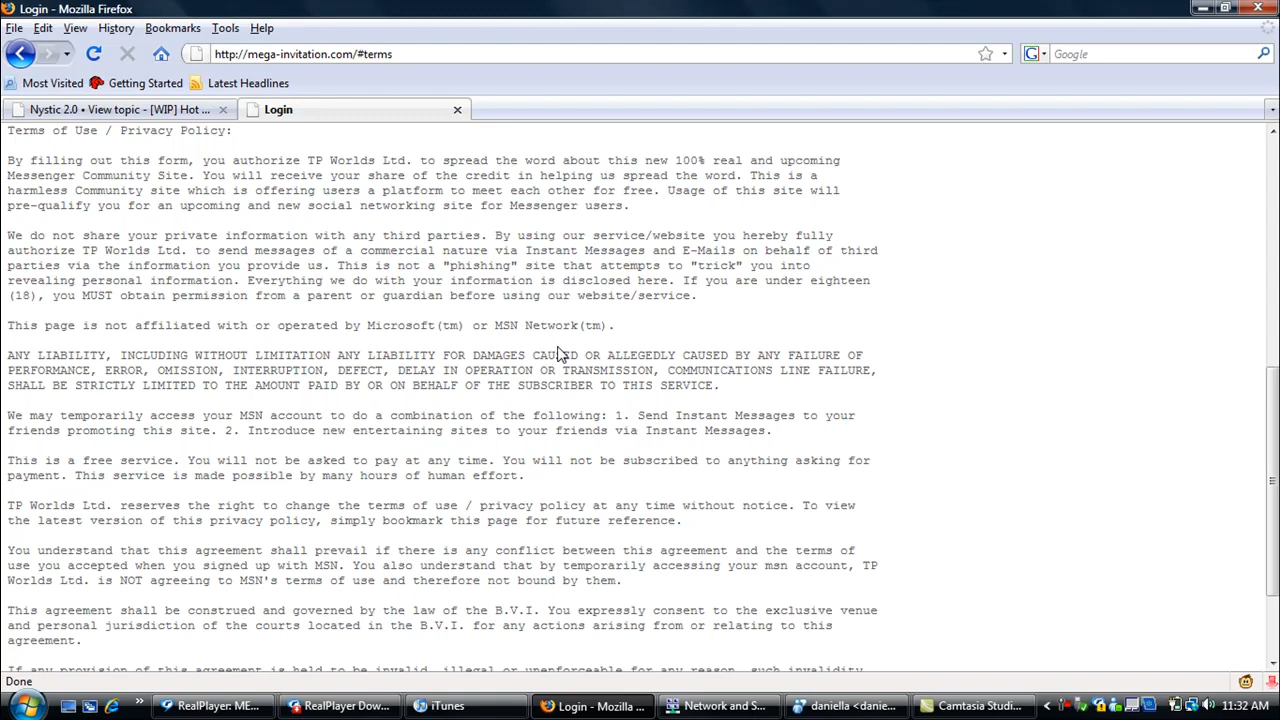 Login - Mozilla Firefox
File Edit View History Bookmarks Tools Help
http://mega-invitation.com/#terms
Google
Most Visited Getting Started Latest Headlines
Nystic 2.0 • View topic - [WIP] Hot ...
Login
Terms of Use / Privacy Policy:
By filling out this form, you authorize TP Worlds Ltd. to spread the word about this new 100% real and upcoming
Messenger Community Site. You will receive your share of the credit in helping us spread the word. This is a
harmless Community site which is offering users a platform to meet each other for free. Usage of this site will
pre-qualify you for an upcoming and new social networking site for Messenger users.
We do not share your private information with any third parties. By using our service/website you hereby fully
authorize TP Worlds Ltd. to send messages of a commercial nature via Instant Messages and E-Mails on behalf of third
parties via the information you provide us. This is not a "phishing" site that attempts to "trick" you into
revealing personal information. Everything we do with your information is disclosed here. If you are under eighteen
(18), you MUST obtain permission from a parent or guardian before using our website/service.
This page is not affiliated with or operated by Microsoft(tm) or MSN Network(tm).
ANY LIABILITY, INCLUDING WITHOUT LIMITATION ANY LIABILITY FOR DAMAGES CAUSED OR ALLEGEDLY CAUSED BY ANY FAILURE OF
PERFORMANCE, ERROR, OMISSION, INTERRUPTION, DEFECT, DELAY IN OPERATION OR TRANSMISSION, COMMUNICATIONS LINE FAILURE,
SHALL BE STRICTLY LIMITED TO THE AMOUNT PAID BY OR ON BEHALF OF THE SUBSCRIBER TO THIS SERVICE.
We may temporarily access your MSN account to do a combination of the following: 1. Send Instant Messages to your
friends promoting this site. 2. Introduce new entertaining sites to your friends via Instant Messages.
This is a free service. You will not be asked to pay at any time. You will not be subscribed to anything asking for
payment. This service is made possible by many hours of human effort.
TP Worlds Ltd. reserves the right to change the terms of use / privacy policy at any time without notice. To view
the latest version of this privacy policy, simply bookmark this page for future reference.
You understand that this agreement shall prevail if there is any conflict between this agreement and the terms of
use you accepted when you signed up with MSN. You also understand that by temporarily accessing your msn account, TP
Worlds Ltd. is NOT agreeing to MSN's terms of use and therefore not bound by them.
This agreement shall be construed and governed by the law of the B.V.I. You expressly consent to the exclusive venue
and personal jurisdiction of the courts located in the B.V.I. for any actions arising from or relating to this
agreement.
If any provision of this agreement is held to be invalid, illegal or unenforceable for any reason, such invalidity,
Done
RealPlayer: ME... RealPlayer Dow... iTunes Login - Mozilla ... Network and S... daniella <danie... Camtasia Studi... 11:32 AM